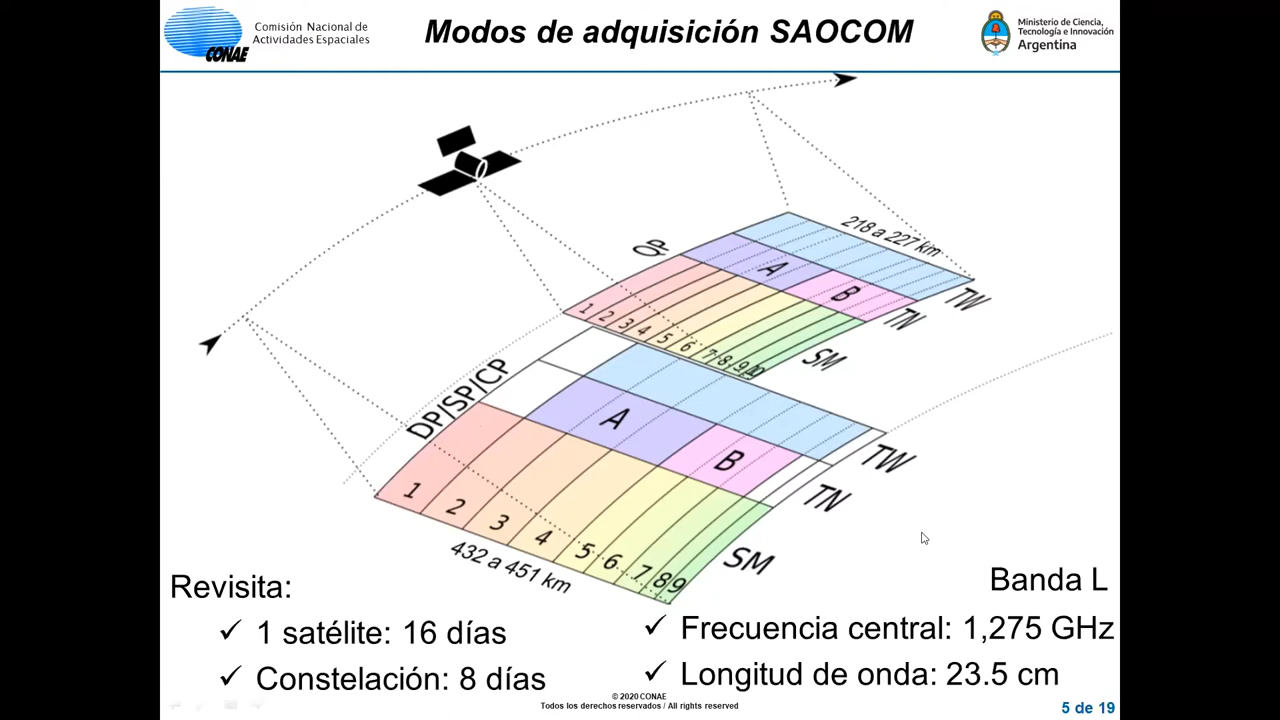 CONAE
Comisión Nacional de
Actividades Espaciales
Modos de adquisición SAOCOM
Ministerio de Ciencia,
Tecnología e Innovación
Argentina
218 a 227 km
QP
A
B
TW
TN
SM
1 2 3 4 5 6 7 8 9 10
DP/SP/CP
A
B
TW
TN
SM
1 2 3 4 5 6 7 8 9
432 a 451 km
Revisita:
✓ 1 satélite: 16 días
✓ Constelación: 8 días
Banda L
✓ Frecuencia central: 1,275 GHz
✓ Longitud de onda: 23.5 cm
© 2020 CONAE
Todos los derechos reservados / All rights reserved
5 de 19